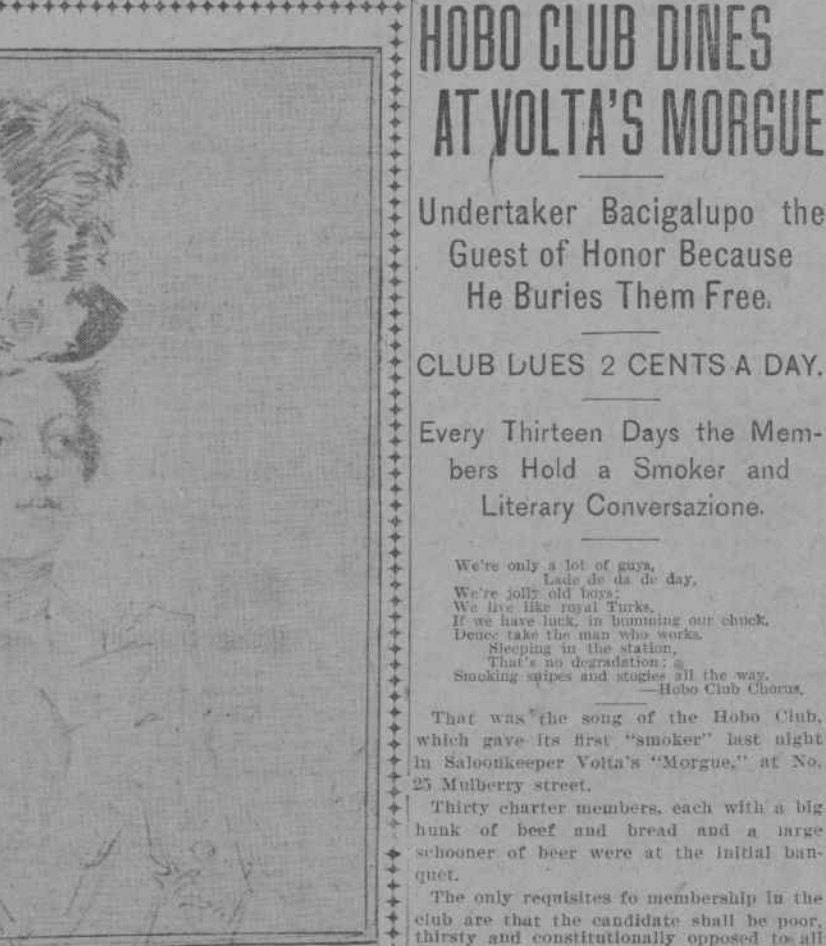 HOBO CLUB DINES
AT VOLTA'S MORGUE
Undertaker Bacigalupo the
Guest of Honor Because
He Buries Them Free.
CLUB DUES 2 CENTS A DAY.
Every Thirteen Days the Mem-
bers Hold a Smoker and
Literary Conversazione.
We're only a lot of guys,
Lade de da de day,
We're jolly old boys;
We live like royal Turks,
If we have luck, in bumming our chuck,
Deuce take the man who works.
Sleeping in the station,
That's no degradation;
Smoking snipes and stogies all the way.
—Hobo Club Chorus.
That was the song of the Hobo Club,
which gave its first "smoker" last night
in Saloonkeeper Volta's "Morgue," at No.
25 Mulberry street.
Thirty charter members, each with a big
hunk of beef and bread and a large
schooner of beer were at the initial ban-
quet.
The only requisites fo membership in the
club are that the candidate shall be poor,
thirsty and constitutionally opposed to all